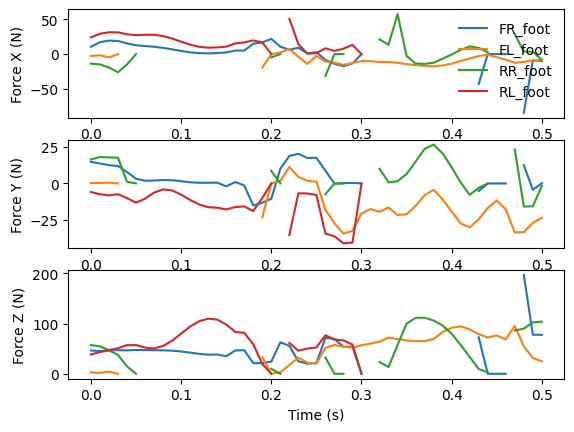 50
0
−50
Force X (N)
FR_foot
FL_foot
RR_foot
RL_foot
0.0 0.1 0.2 0.3 0.4 0.5
25
0
−25
Force Y (N)
0.0 0.1 0.2 0.3 0.4 0.5
200
100
0
Force Z (N)
0.0 0.1 0.2 0.3 0.4 0.5
Time (s)